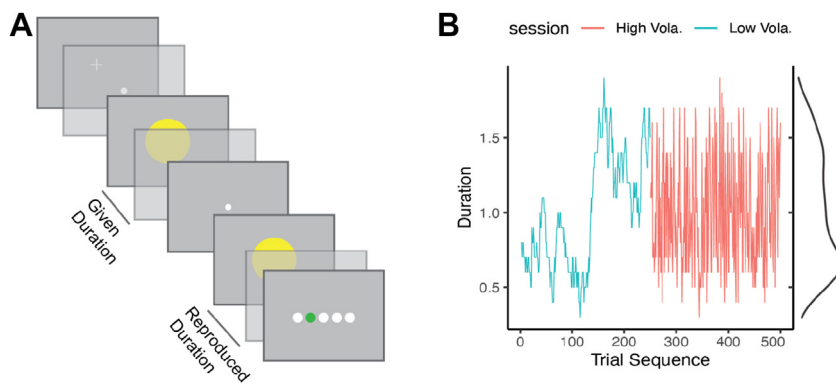 A
Given
Duration
Reproduced
Duration
B
session High Vola. Low Vola.
Duration
1.5
1.0
0.5
0 100 200 300 400 500
Trial Sequence